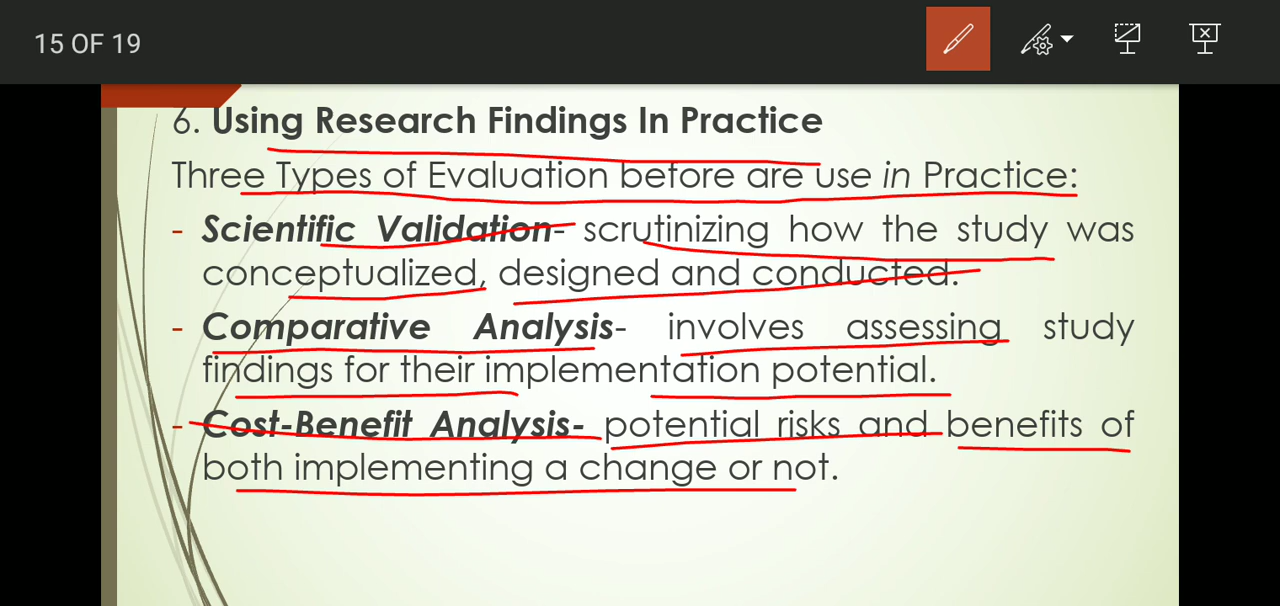 15 OF 19
6. Using Research Findings In Practice
Three Types of Evaluation before are use in Practice:
- Scientific Validation- scrutinizing how the study was
conceptualized, designed and conducted.
- Comparative Analysis- involves assessing study
findings for their implementation potential.
- Cost-Benefit Analysis- potential risks and benefits of
both implementing a change or not.